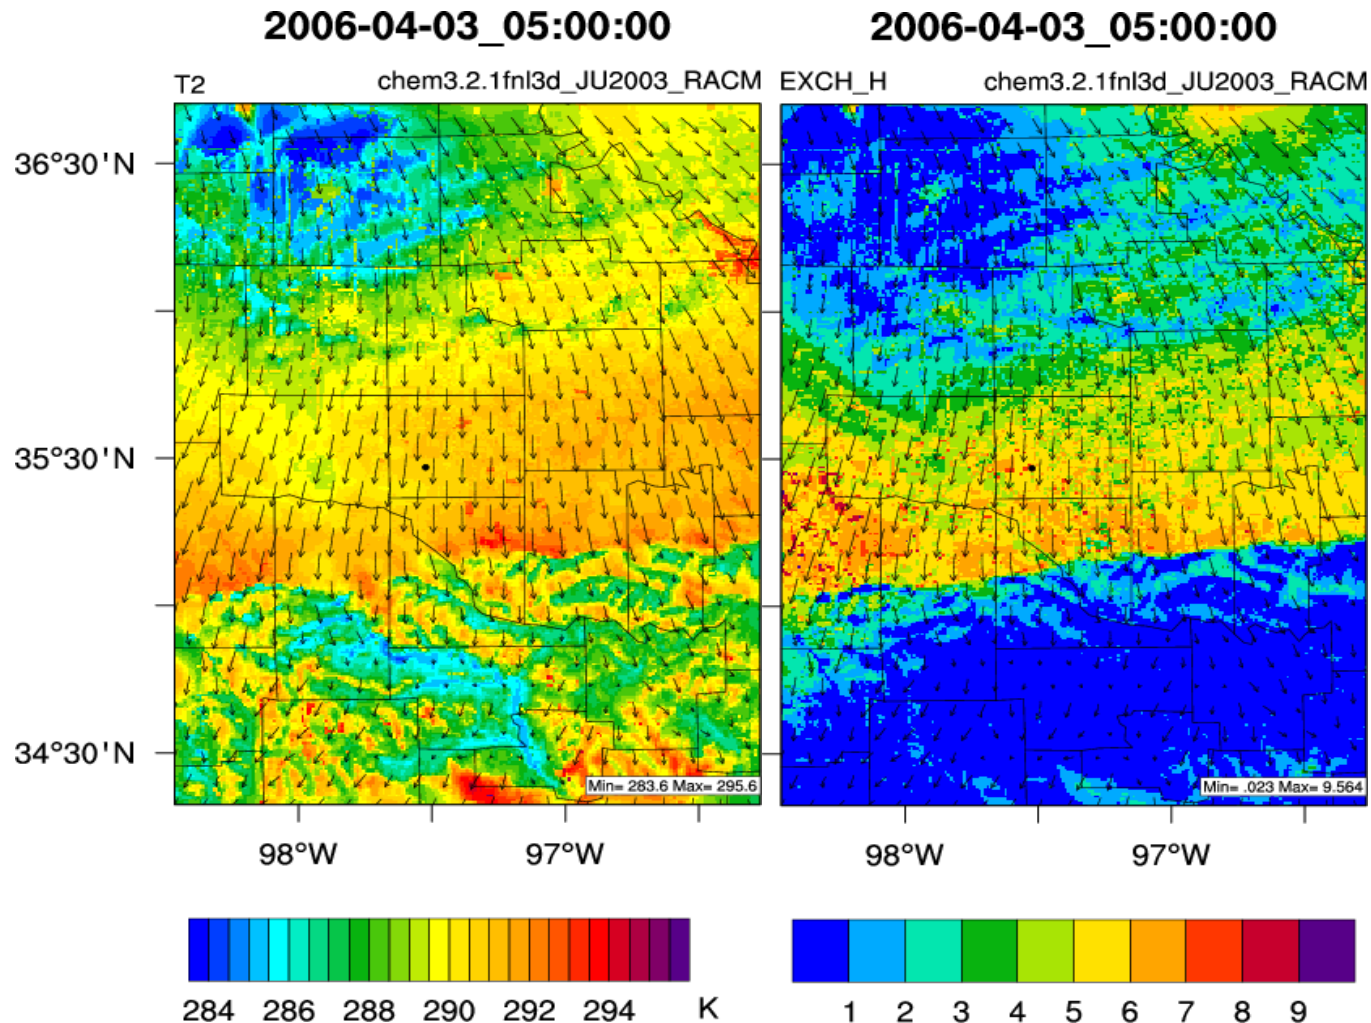 2006-04-03_05:00:00 2006-04-03_05:00:00
T2 chem3.2.1fnl3d_JU2003_RACM EXCH_H chem3.2.1fnl3d_JU2003_RACM
36°30'N
35°30'N
34°30'N
Min= 283.6 Max= 295.6 Min= .023 Max= 9.564
98°W 97°W 98°W 97°W
284 286 288 290 292 294 K 1 2 3 4 5 6 7 8 9